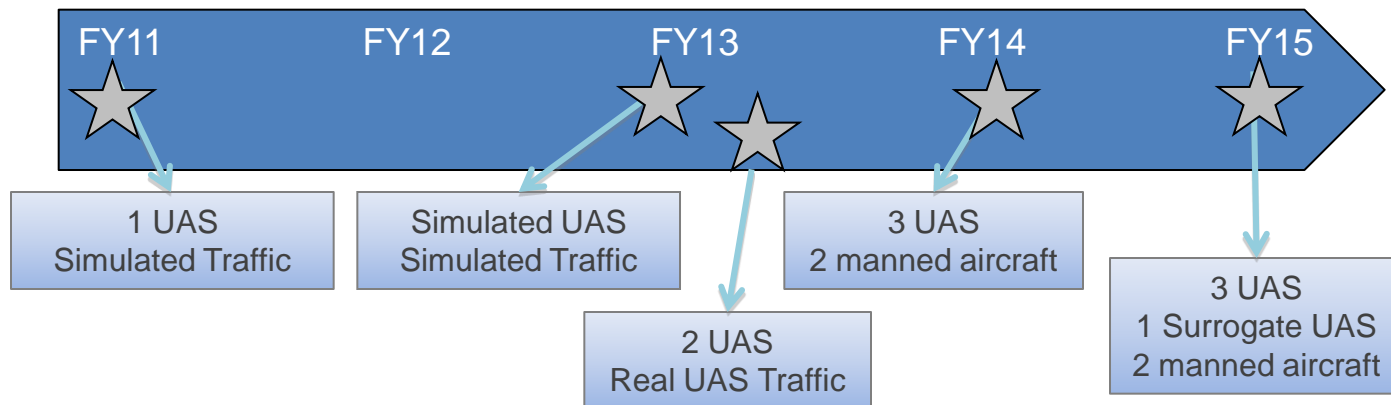 FY11 FY12 FY13 FY14 FY15
1 UAS
Simulated Traffic
Simulated UAS
Simulated Traffic
2 UAS
Real UAS Traffic
3 UAS
2 manned aircraft
3 UAS
1 Surrogate UAS
2 manned aircraft